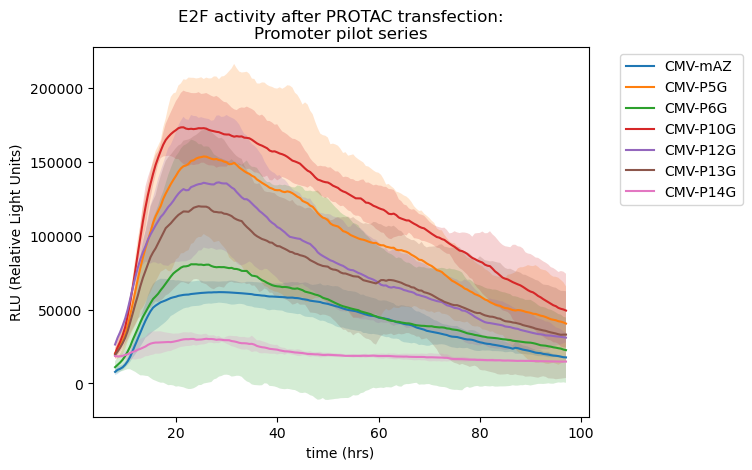 E2F activity after PROTAC transfection:
Promoter pilot series
RLU (Relative Light Units)
200000
150000
100000
50000
0
20
40
60
80
100
time (hrs)
CMV-mAZ
CMV-P5G
CMV-P6G
CMV-P10G
CMV-P12G
CMV-P13G
CMV-P14G